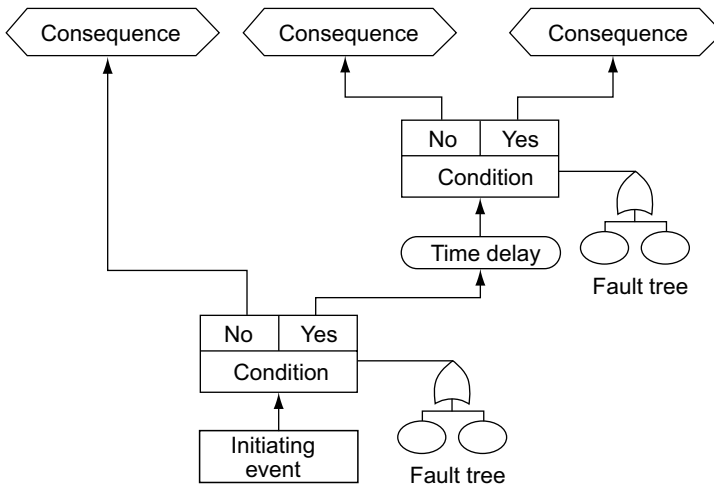 Consequence
Consequence
Consequence
No
Yes
Condition
Time delay
Fault tree
No
Yes
Condition
Initiating
event
Fault tree